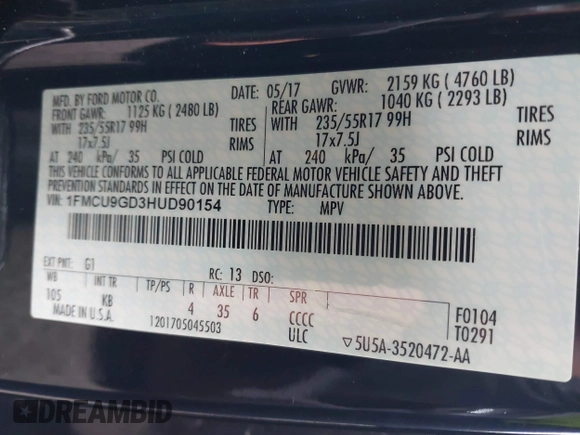 MFD. BY FORD MOTOR CO.
DATE: 05/17 GVWR: 2159 KG ( 4760 LB)
FRONT GAWR: 1125 KG ( 2480 LB)
REAR GAWR: 1040 KG ( 2293 LB)
WITH 235/55R17 99H TIRES
WITH 235/55R17 99H TIRES
17x7.5J RIMS
17x7.5J RIMS
AT 240 kPa/ 35 PSI COLD
AT 240 kPa/ 35 PSI COLD
THIS VEHICLE CONFORMS TO ALL APPLICABLE FEDERAL MOTOR VEHICLE SAFETY AND THEFT
PREVENTION STANDARDS IN EFFECT ON THE DATE OF MANUFACTURE SHOWN ABOVE.
VIN: 1FMCU9GD3HUD90154 TYPE: MPV
EXT PNT: G1 RC: 13 DSO:
WB INT TR TP/PS R AXLE TR SPR
105 KB 4 35 6 CCCC F0104
MADE IN U.S.A. 1201705045503 ULC T0291
▽5U5A-3520472-AA
DREAMBID